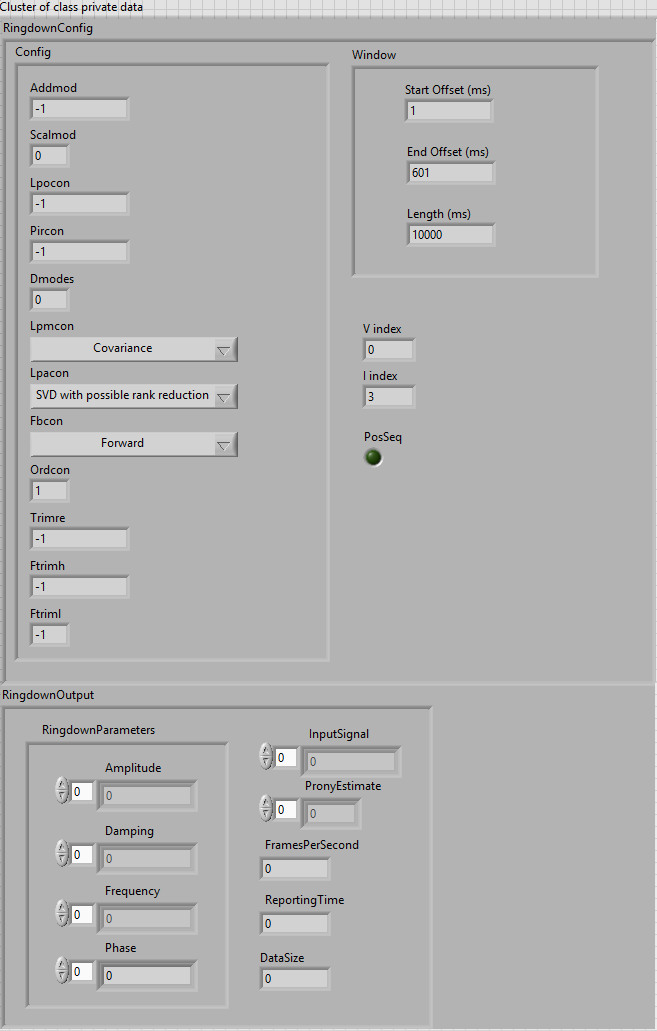 Cluster of class private data
RingdownConfig
Config
Addmod
-1
Scalmod
0
Lpocon
-1
Pircon
-1
Dmodes
0
Lpmcon
Covariance
Lpacon
SVD with possible rank reduction
Fbcon
Forward
Ordcon
1
Trimre
-1
Ftrimh
-1
Ftriml
-1
Window
Start Offset (ms)
1
End Offset (ms)
601
Length (ms)
10000
V index
0
I index
3
PosSeq
RingdownOutput
RingdownParameters
Amplitude
0 0
Damping
0 0
Frequency
0 0
Phase
0 0
InputSignal
0 0
PronyEstimate
0 0
FramesPerSecond
0
ReportingTime
0
DataSize
0